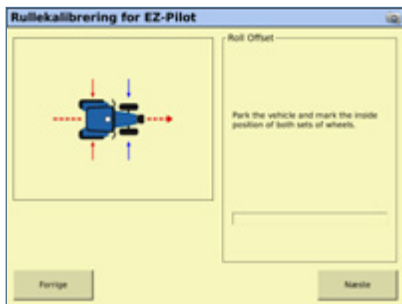 Rullekalibrering for EZ-Pilot
Roll Offset
Park the vehicle and mark the inside
position of both sets of wheels.
Forrige
Næste